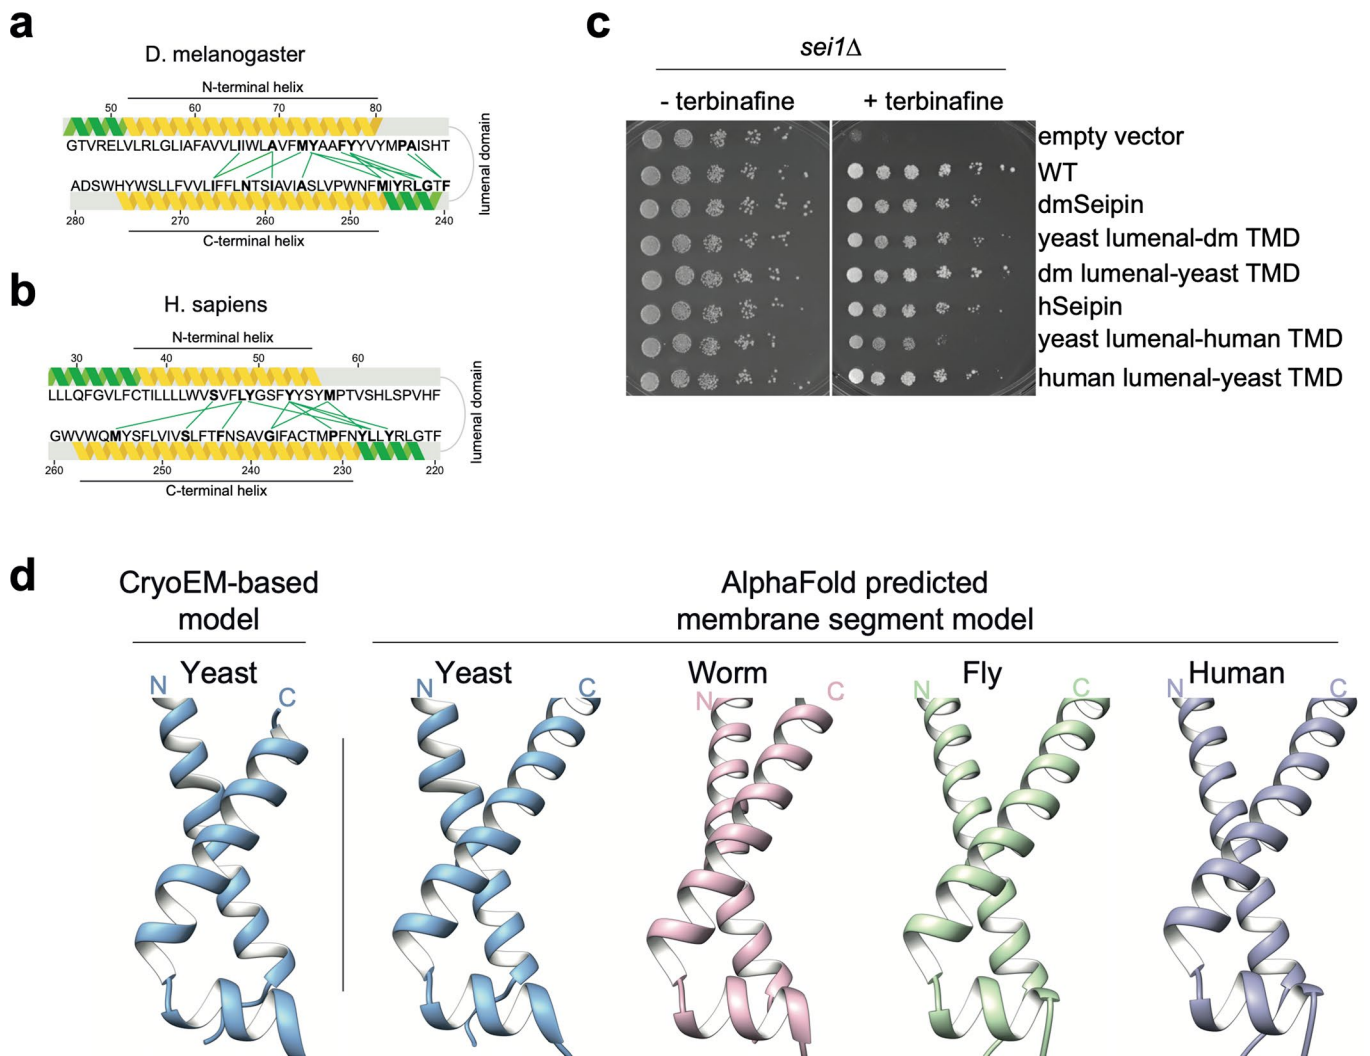 a
D. melanogaster
N-terminal helix
50 60 70 80
GTVRELVLRLGLIAFAVVLIIWLAVFMYAAFYYVYMPAISHT
ADSWHYWSLLFVVLIFFLNTSIAVIASLVPWNFMIYRLGTF
280 270 260 250 240
C-terminal helix
lumenal domain
b
H. sapiens
N-terminal helix
30 40 50 60
LLLQFGVLFCTILLLLWVSVFLYGSFYYSYMPTVSHLSPVHF
GWVWQMYSFLVIVSLFTFNSAVGIFACTMPFNYLLYRLGTF
260 250 240 230 220
C-terminal helix
lumenal domain
c
sei1Δ
- terbinafine + terbinafine
empty vector
WT
dmSeipin
yeast lumenal-dm TMD
dm lumenal-yeast TMD
hSeipin
yeast lumenal-human TMD
human lumenal-yeast TMD
d
CryoEM-based
model
AlphaFold predicted
membrane segment model
Yeast Yeast Worm Fly Human
N C N C N C N C N C